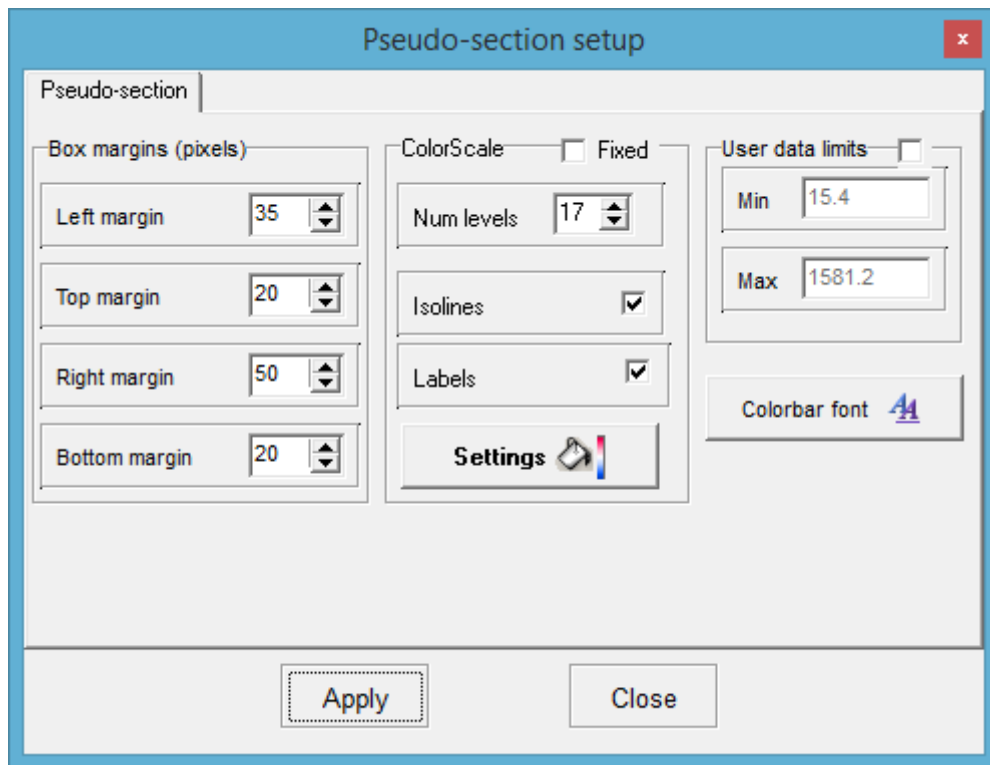 Pseudo-section setup
x
Pseudo-section
Box margins (pixels)
Left margin 35
Top margin 20
Right margin 50
Bottom margin 20
ColorScale Fixed
Num levels 17
Isolines
Labels
Settings
User data limits
Min 15.4
Max 1581.2
Colorbar font AA
Apply Close